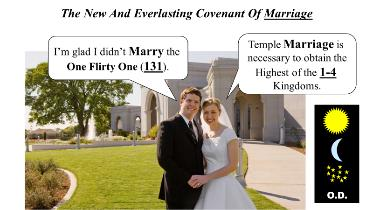 The New And Everlasting Covenant Of Marriage
I'm glad I didn't Marry the
One Flirty One (131).
Temple Marriage is
necessary to obtain the
Highest of the 1-4
Kingdoms.
O.D.